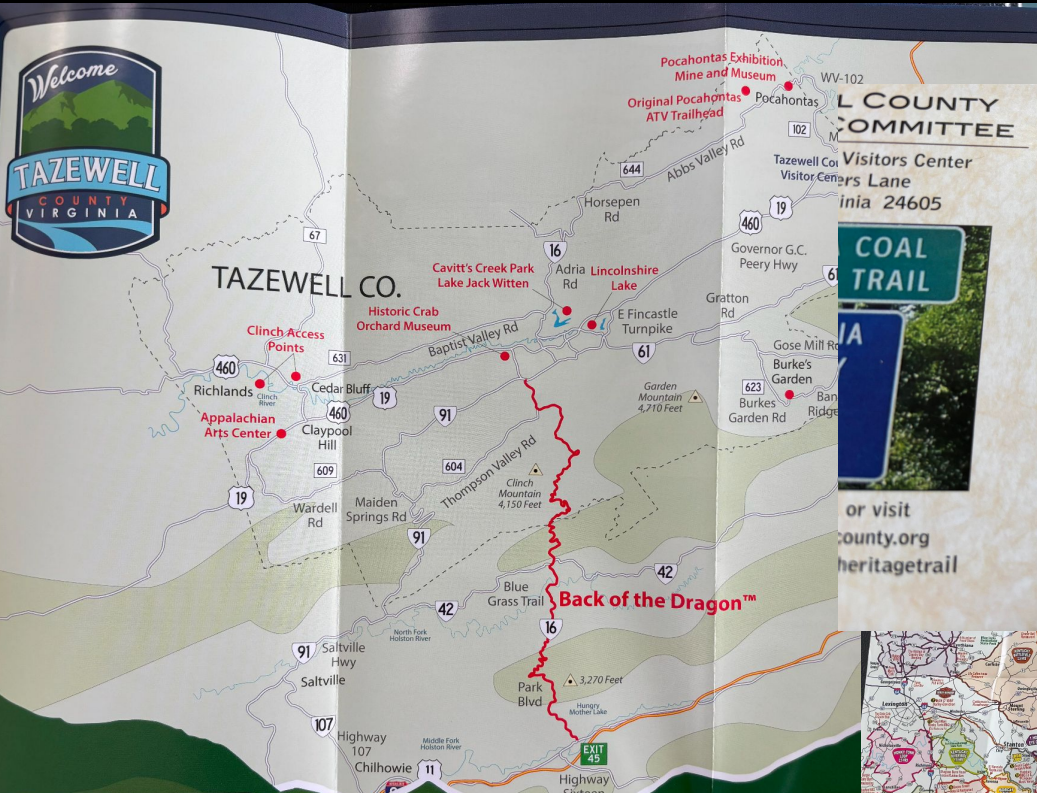 Welcome
TAZEWELL
COUNTY
VIRGINIA
Pocahontas Exhibition
Mine and Museum
WV-102
Original Pocahontas
ATV Trailhead
Pocahontas
102
Tazewell
Visitor
644
Abbs Valley Rd
Horsepen
Rd
19
460
67
16
Governor G.C.
Peery Hwy
TAZEWELL CO.
Cavitt's Creek Park
Lake Jack Witten
Adria
Rd
Lincolnshire
Lake
61
Historic Crab
Orchard Museum
Gratton
Rd
E Fincastle
Turnpike
Clinch Access
Points
Baptist Valley Rd
631
61
Gose Mill
460
Burke's
Garden
Richlands
Clinch
River
Cedar Bluff
19
Garden
Mountain
4,710 Feet
623
Burkes
Garden Rd
Ridge
460
91
Appalachian
Arts Center
Claypool
Hill
609
604
Thompson Valley Rd
Clinch
Mountain
4,150 Feet
19
Wardell
Rd
Maiden
Springs Rd
91
42
Blue
Grass Trail
Back of the Dragon™
42
16
North Fork
Holston River
91
Saltville
Hwy
Saltville
3,270 Feet
Park
Blvd
Hungry
Mother Lake
107
Highway
107
Middle Fork
Holston River
EXIT
45
Chilhowie
11
Highway
L COUNTY
COMMITTEE
Visitors Center
ers Lane
inia 24605
COAL
TRAIL
IA
Y
or visit
county.org
heritagetrail
Lexington